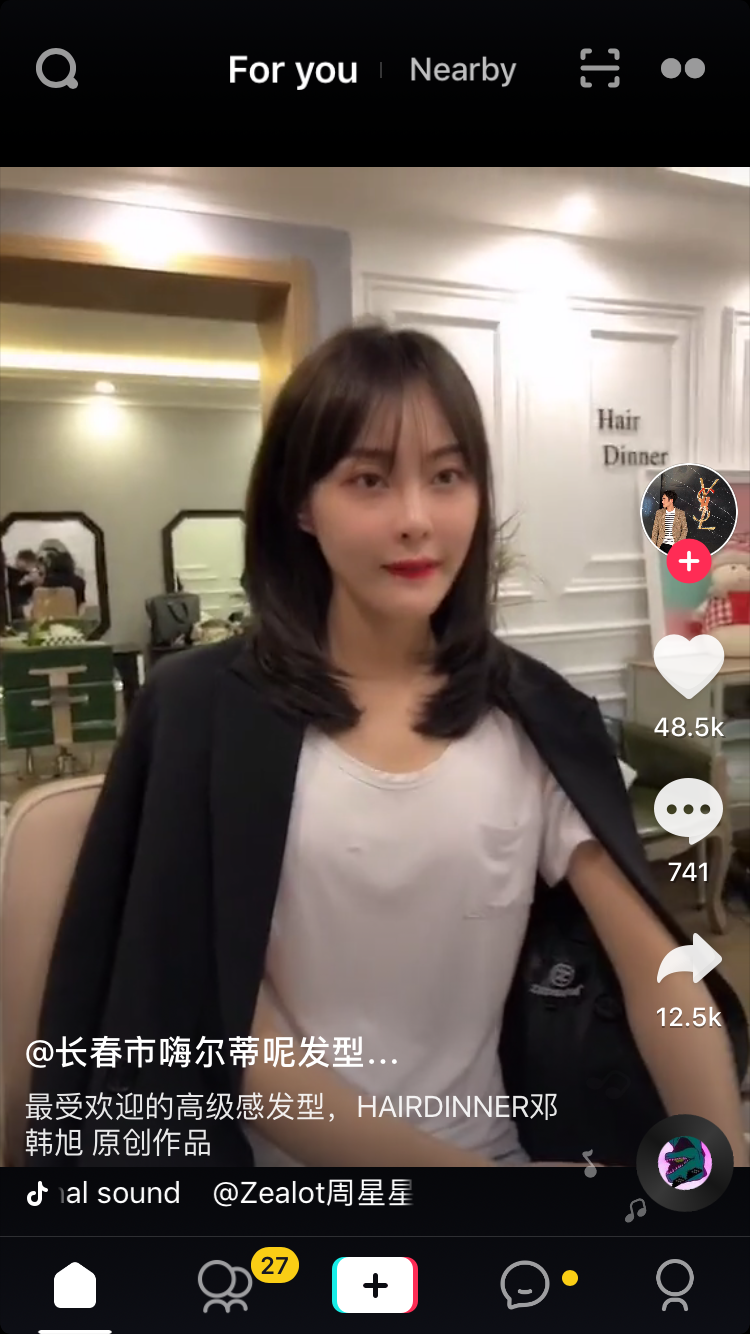 For you
Nearby
Hair
Dinner
48.5k
741
12.5k
@长春市嗨尔蒂呢发型...
最受欢迎的高级感发型，HAIRDINNER邓
韩旭 原创作品
al sound @Zealot周星星
27